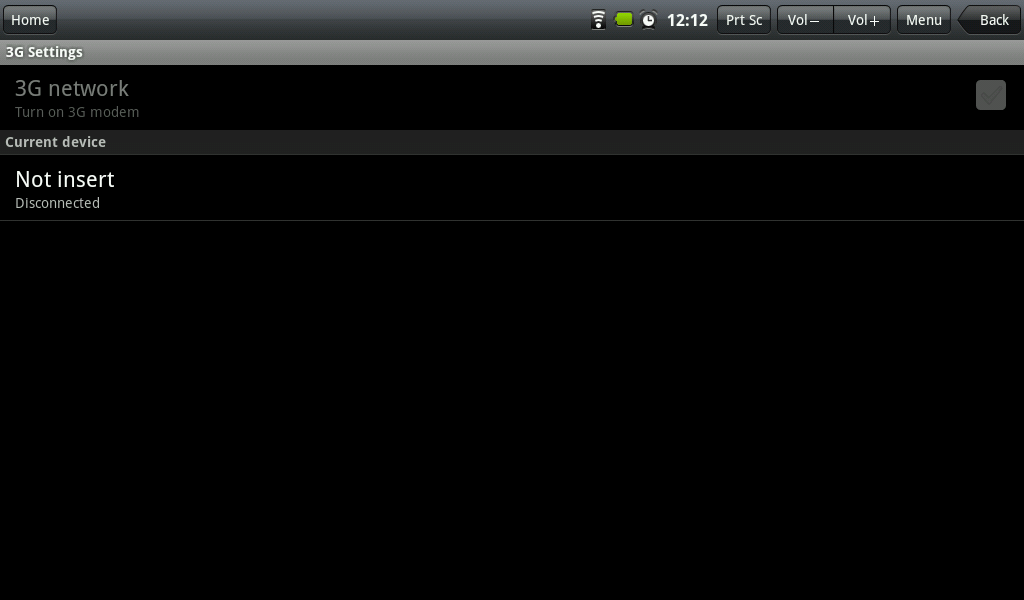 Home 12:12 Prt Sc Vol− Vol+ Menu Back
3G Settings
3G network
Turn on 3G modem
Current device
Not insert
Disconnected